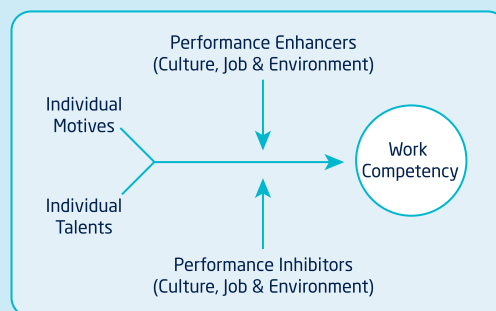 Performance Enhancers
(Culture, Job & Environment)
Individual
Motives
Work
Competency
Individual
Talents
Performance Inhibitors
(Culture, Job & Environment)